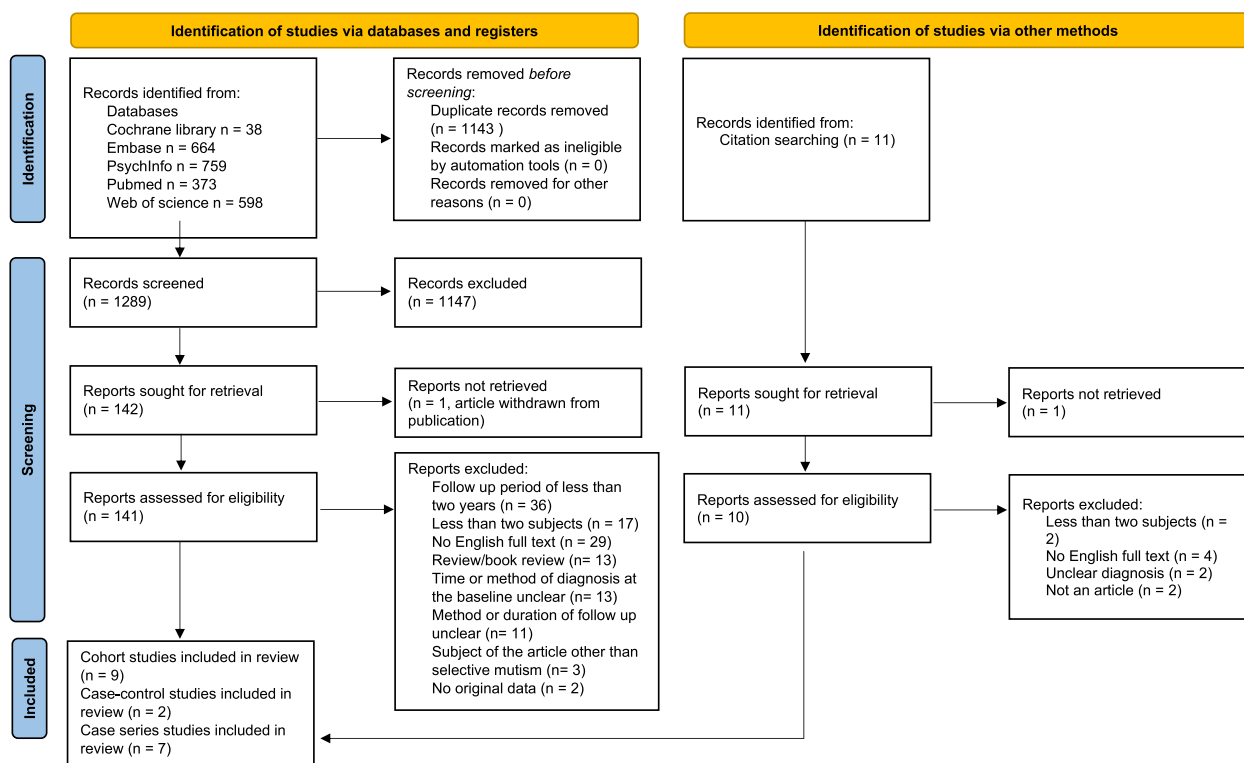 Identification of studies via databases and registers
Identification of studies via other methods
Identification
Records identified from:
Databases
Cochrane library n = 38
Embase n = 664
PsychInfo n = 759
Pubmed n = 373
Web of science n = 598
Records removed before
screening:
Duplicate records removed
(n = 1143 )
Records marked as ineligible
by automation tools (n = 0)
Records removed for other
reasons (n = 0)
Records identified from:
Citation searching (n = 11)
Screening
Records screened
(n = 1289)
Records excluded
(n = 1147)
Reports sought for retrieval
(n = 142)
Reports not retrieved
(n = 1, article withdrawn from
publication)
Reports sought for retrieval
(n = 11)
Reports not retrieved
(n = 1)
Reports assessed for eligibility
(n = 141)
Reports excluded:
Follow up period of less than
two years (n = 36)
Less than two subjects (n = 17)
No English full text (n = 29)
Review/book review (n = 13)
Time or method of diagnosis at
the baseline unclear (n= 13)
Method or duration of follow up
unclear (n= 11)
Subject of the article other than
selective mutism (n= 3)
No original data (n = 2)
Reports assessed for eligibility
(n = 10)
Reports excluded:
Less than two subjects (n =
2)
No English full text (n = 4)
Unclear diagnosis (n = 2)
Not an article (n = 2)
Included
Cohort studies included in review
(n = 9)
Case-control studies included in
review (n = 2)
Case series studies included in
review (n = 7)